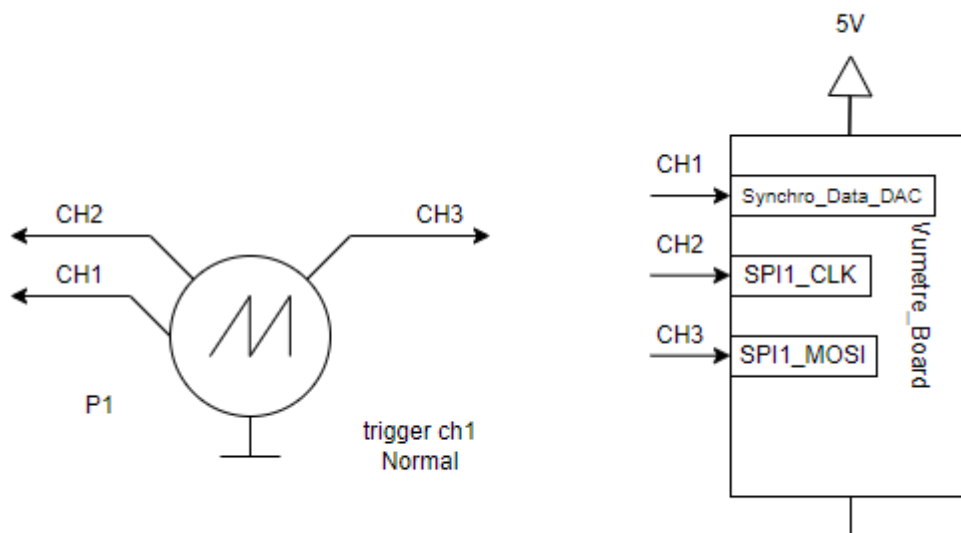 5V
CH1
Synchro_Data_DAC
CH2
CH3
CH2
SPI1_CLK
CH1
CH3
SPI1_MOSI
Vumetre_Board
P1
trigger ch1
Normal